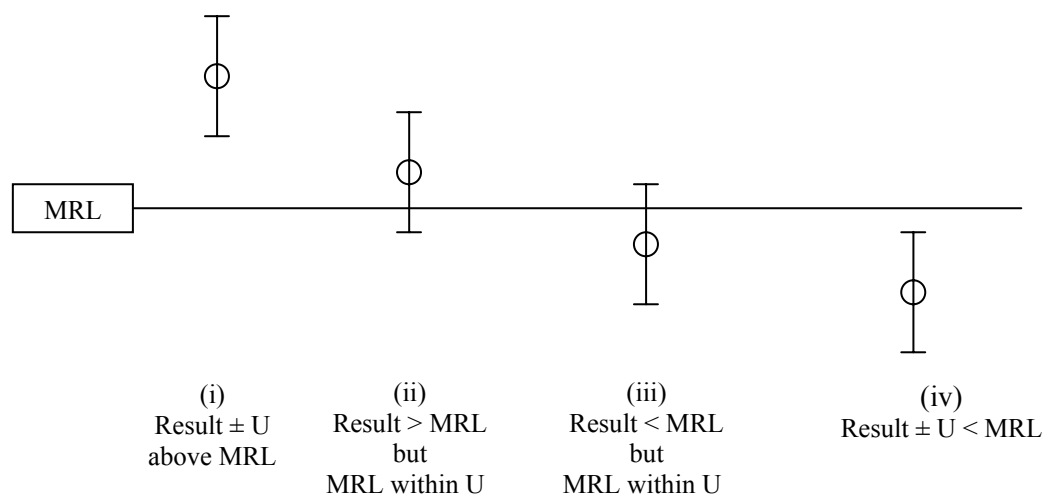 MRL
(i)
Result ± U
above MRL
(ii)
Result > MRL
but
MRL within U
(iii)
Result < MRL
but
MRL within U
(iv)
Result ± U < MRL